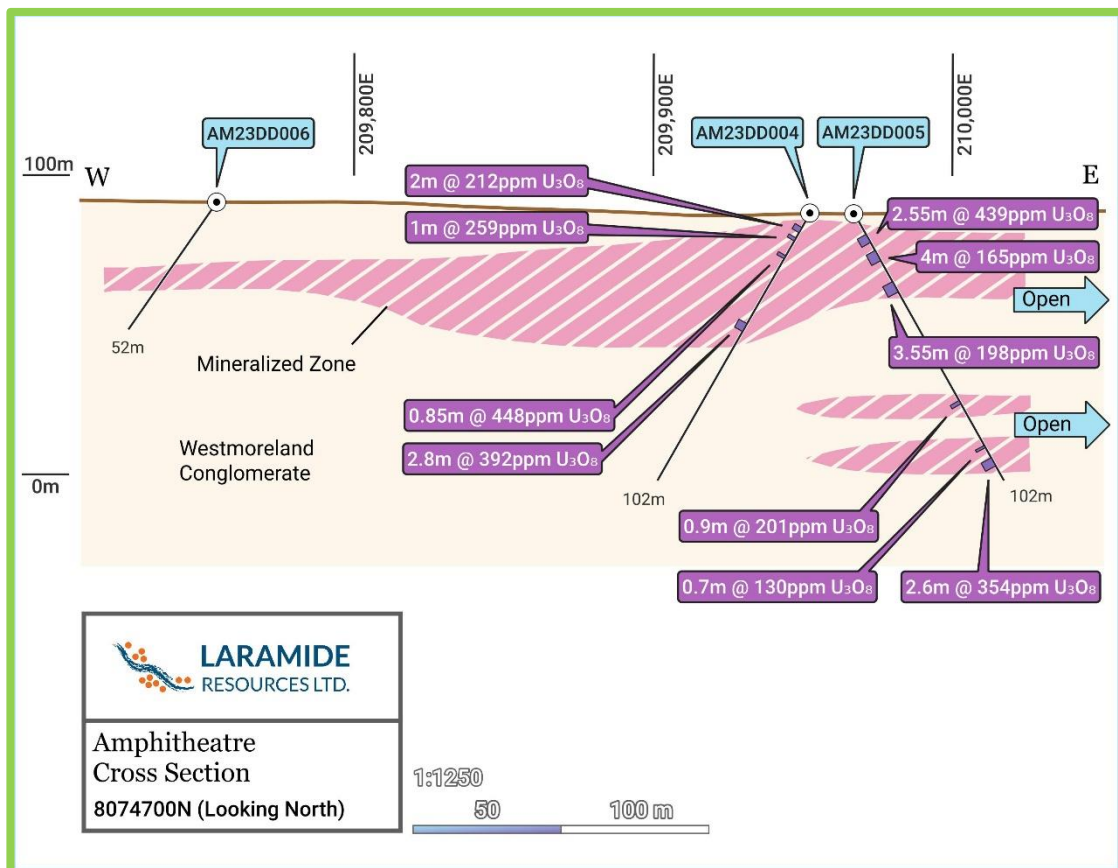 209,800E
209,900E
210,000E
AM23DD006
AM23DD004
AM23DD005
100m
W
E
2m @ 212ppm U₃O₈
1m @ 259ppm U₃O₈
2.55m @ 439ppm U₃O₈
4m @ 165ppm U₃O₈
Open
52m
Mineralized Zone
3.55m @ 198ppm U₃O₈
0.85m @ 448ppm U₃O₈
Open
Westmoreland
Conglomerate
2.8m @ 392ppm U₃O₈
0m
102m
102m
0.9m @ 201ppm U₃O₈
0.7m @ 130ppm U₃O₈
2.6m @ 354ppm U₃O₈
LARAMIDE
RESOURCES LTD.
Amphitheatre
Cross Section
8074700N (Looking North)
1:1250
50
100 m